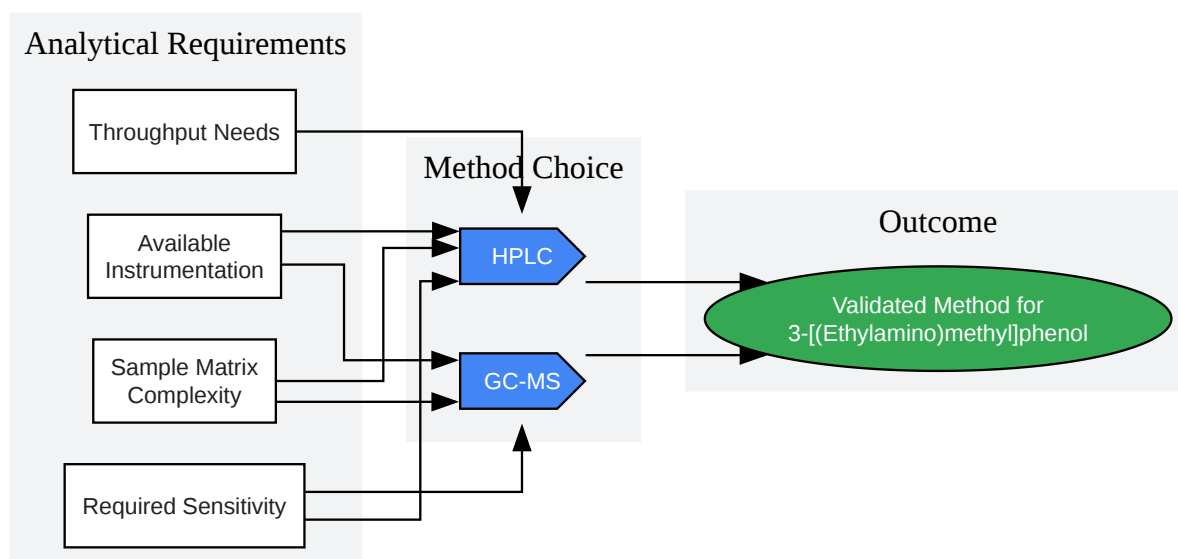 Analytical Requirements
Throughput Needs
Available
Instrumentation
Sample Matrix
Complexity
Required Sensitivity
Method Choice
HPLC
GC-MS
Outcome
Validated Method for
3-[(Ethylamino)methyl]phenol